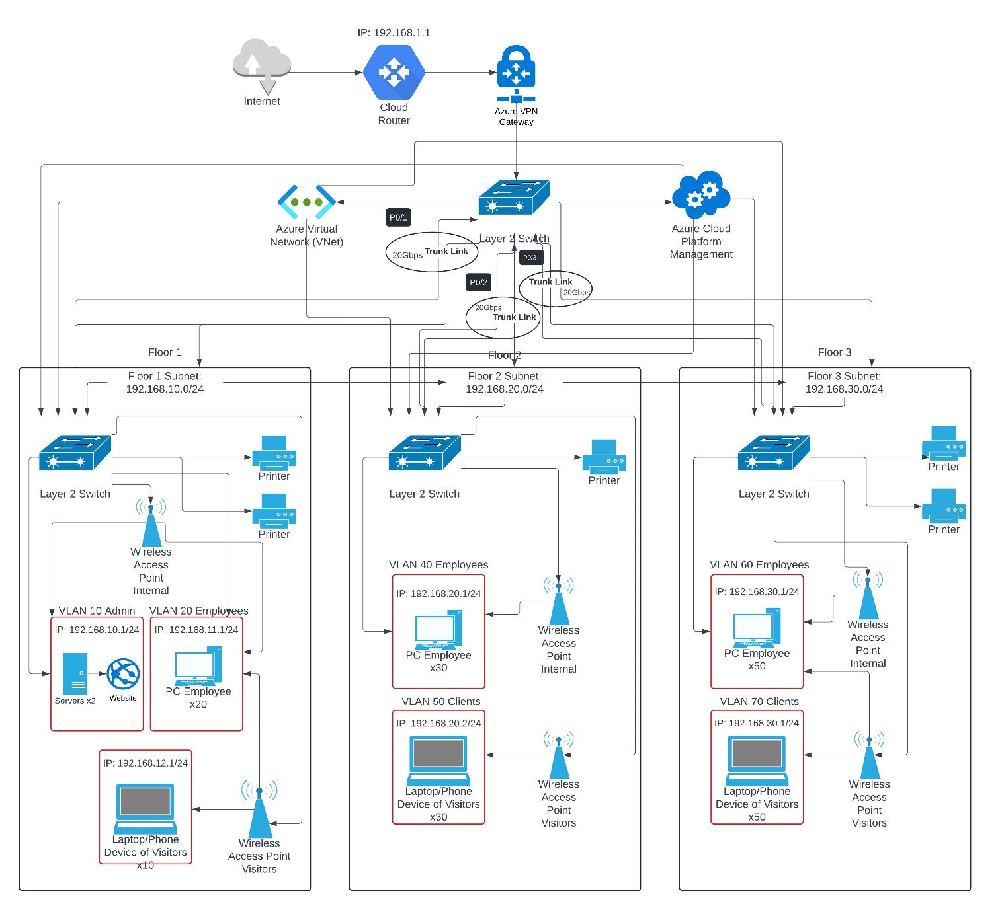 IP: 192.168.1.1
Internet
Cloud
Router
Azure VPN
Gateway
Azure Virtual
Network (VNet)
P0/1
Layer 2 Switch
Azure Cloud
Platform
Management
20Gbps Trunk Link
P0/3
P0/2
Trunk Link
20Gbps
20Gbps
Trunk Link
Floor 1
Floor 2
Floor 3
Floor 1 Subnet:
192.168.10.0/24
Floor 2 Subnet:
192.168.20.0/24
Floor 3 Subnet:
192.168.30.0/24
Layer 2 Switch
Printer
Printer
Wireless
Access
Point
Internal
VLAN 10 Admin
IP: 192.168.10.1/24
Servers x2
Website
VLAN 20 Employees
IP: 192.168.11.1/24
PC Employee
x20
IP: 192.168.12.1/24
Laptop/Phone
Device of Visitors
x10
Wireless
Access Point
Visitors
Layer 2 Switch
Printer
VLAN 40 Employees
IP: 192.168.20.1/24
PC Employee
x30
Wireless
Access
Point
Internal
VLAN 50 Clients
IP: 192.168.20.2/24
Laptop/Phone
Device of Visitors
x30
Wireless
Access
Point
Visitors
Layer 2 Switch
Printer
Printer
VLAN 60 Employees
IP: 192.168.30.1/24
PC Employee
x50
Wireless
Access
Point
Internal
VLAN 70 Clients
IP: 192.168.30.1/24
Laptop/Phone
Device of Visitors
x50
Wireless
Access
Point
Visitors